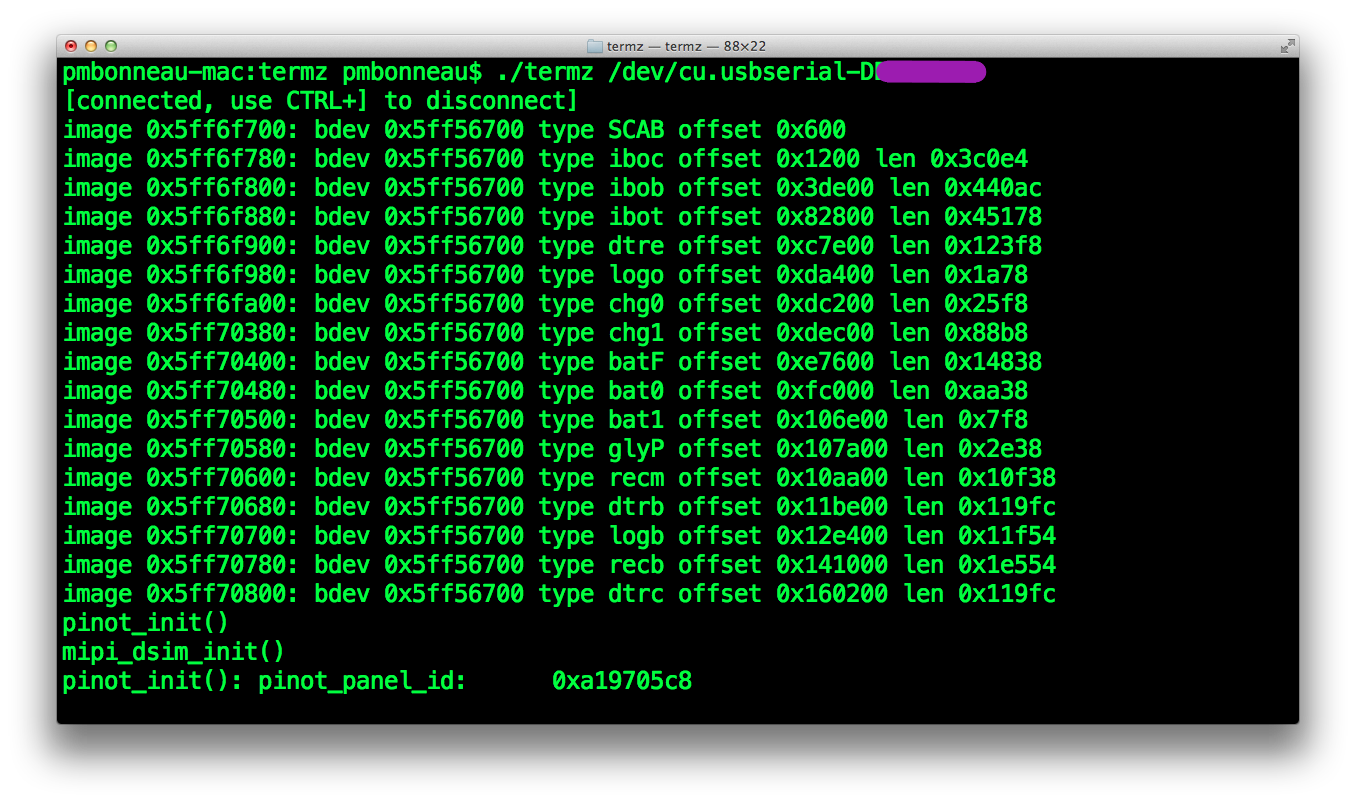 termz — termz — 88×22
pmbonneau-mac:termz pmbonneau$ ./termz /dev/cu.usbserial-D
[connected, use CTRL+] to disconnect]
image 0x5ff6f700: bdev 0x5ff56700 type SCAB offset 0x600
image 0x5ff6f780: bdev 0x5ff56700 type iboc offset 0x1200 len 0x3c0e4
image 0x5ff6f800: bdev 0x5ff56700 type ibob offset 0x3de00 len 0x440ac
image 0x5ff6f880: bdev 0x5ff56700 type ibot offset 0x82800 len 0x45178
image 0x5ff6f900: bdev 0x5ff56700 type dtre offset 0xc7e00 len 0x123f8
image 0x5ff6f980: bdev 0x5ff56700 type logo offset 0xda400 len 0x1a78
image 0x5ff6fa00: bdev 0x5ff56700 type chg0 offset 0xdc200 len 0x25f8
image 0x5ff70380: bdev 0x5ff56700 type chg1 offset 0xdec00 len 0x88b8
image 0x5ff70400: bdev 0x5ff56700 type batF offset 0xe7600 len 0x14838
image 0x5ff70480: bdev 0x5ff56700 type bat0 offset 0xfc000 len 0xaa38
image 0x5ff70500: bdev 0x5ff56700 type bat1 offset 0x106e00 len 0x7f8
image 0x5ff70580: bdev 0x5ff56700 type glyP offset 0x107a00 len 0x2e38
image 0x5ff70600: bdev 0x5ff56700 type recm offset 0x10aa00 len 0x10f38
image 0x5ff70680: bdev 0x5ff56700 type dtrb offset 0x11be00 len 0x119fc
image 0x5ff70700: bdev 0x5ff56700 type logb offset 0x12e400 len 0x11f54
image 0x5ff70780: bdev 0x5ff56700 type recb offset 0x141000 len 0x1e554
image 0x5ff70800: bdev 0x5ff56700 type dtrc offset 0x160200 len 0x119fc
pinot_init()
mipi_dsim_init()
pinot_init(): pinot_panel_id: 0xa19705c8